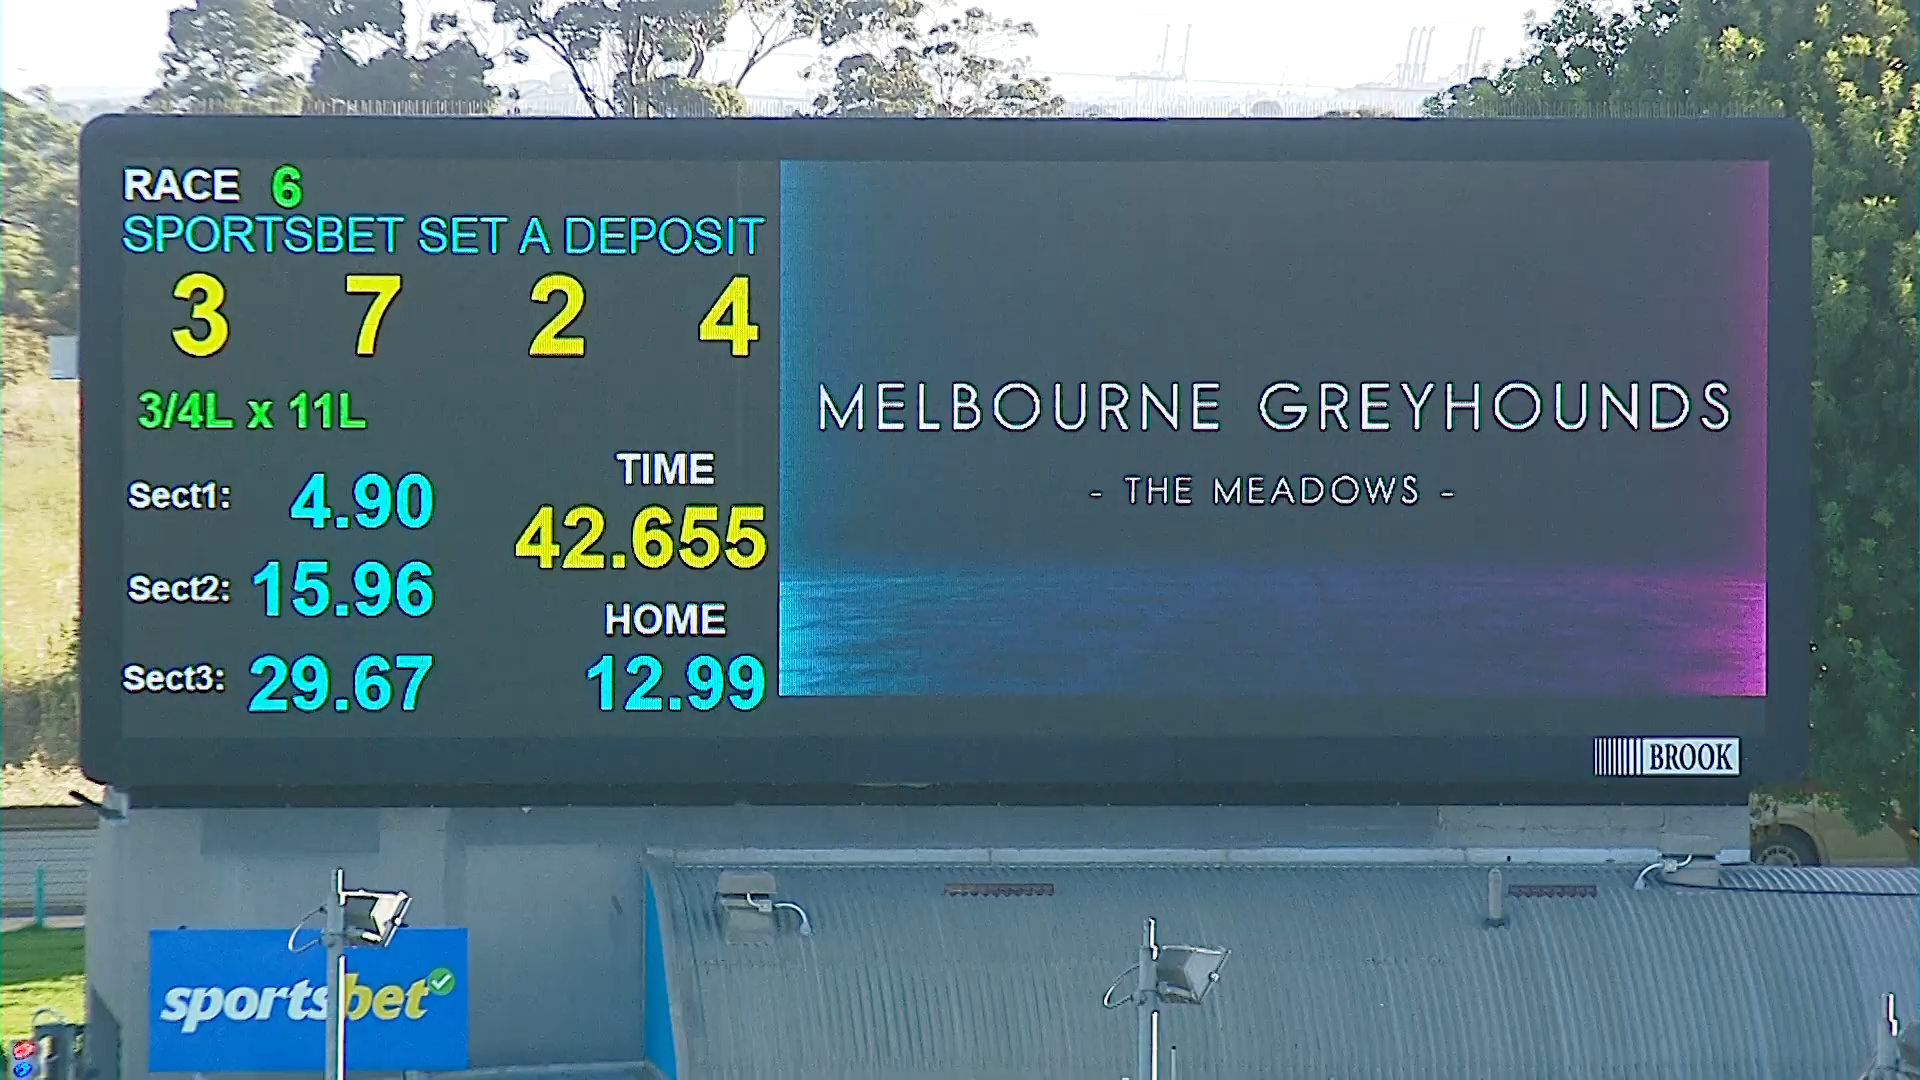 RACE 6
SPORTSBET SET A DEPOSIT
3 7 2 4
3/4L x 11L
Sect1: 4.90
Sect2: 15.96
Sect3: 29.67
TIME
42.655
HOME
12.99
MELBOURNE GREYHOUNDS
- THE MEADOWS -
BROOK
sportsbet